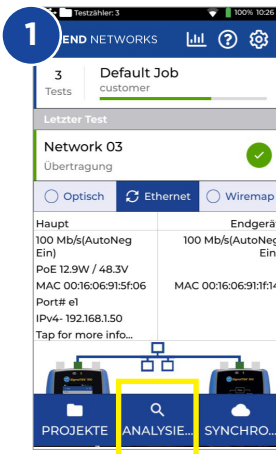 1
Testzähler: 3
100% 10:26
END NETWORKS
3
Tests
Default Job
customer
Letzter Test
Network 03
Übertragung
Optisch
Ethernet
Wiremap
Haupt
Endgerä
100 Mb/s(AutoNeg
Ein)
100 Mb/s(AutoNeg
Ein
PoE 12.9W / 48.3V
MAC 00:16:06:91:5f:06
MAC 00:16:06:91:1f:14
Port# e1
IPv4- 192.168.1.50
Tap for more info...
PROJEKTE
ANALYSIE...
SYNCHRO...